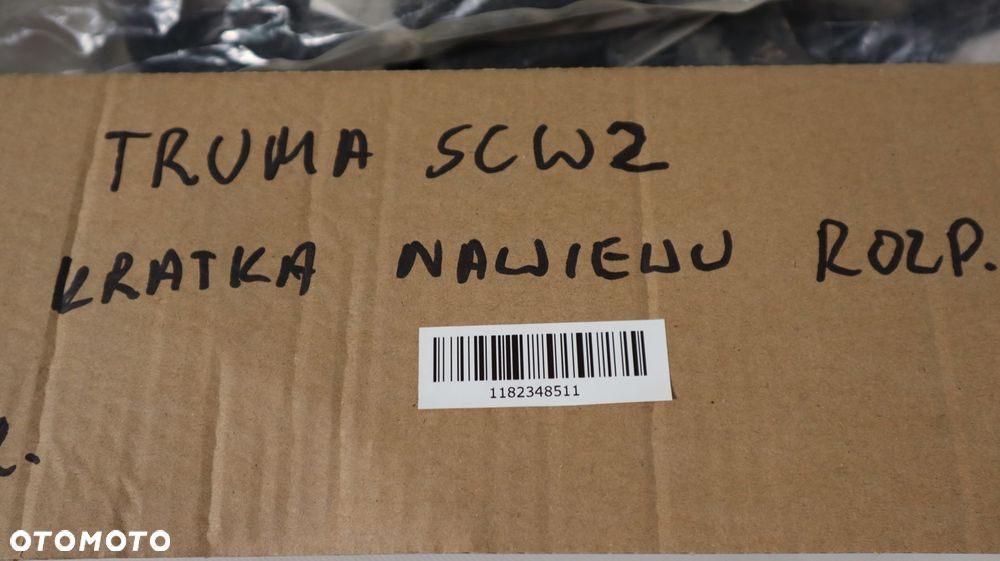 TRUMA SCW2
KRATKA NAWIEWU ROZP.
1182348511
OTOMOTO